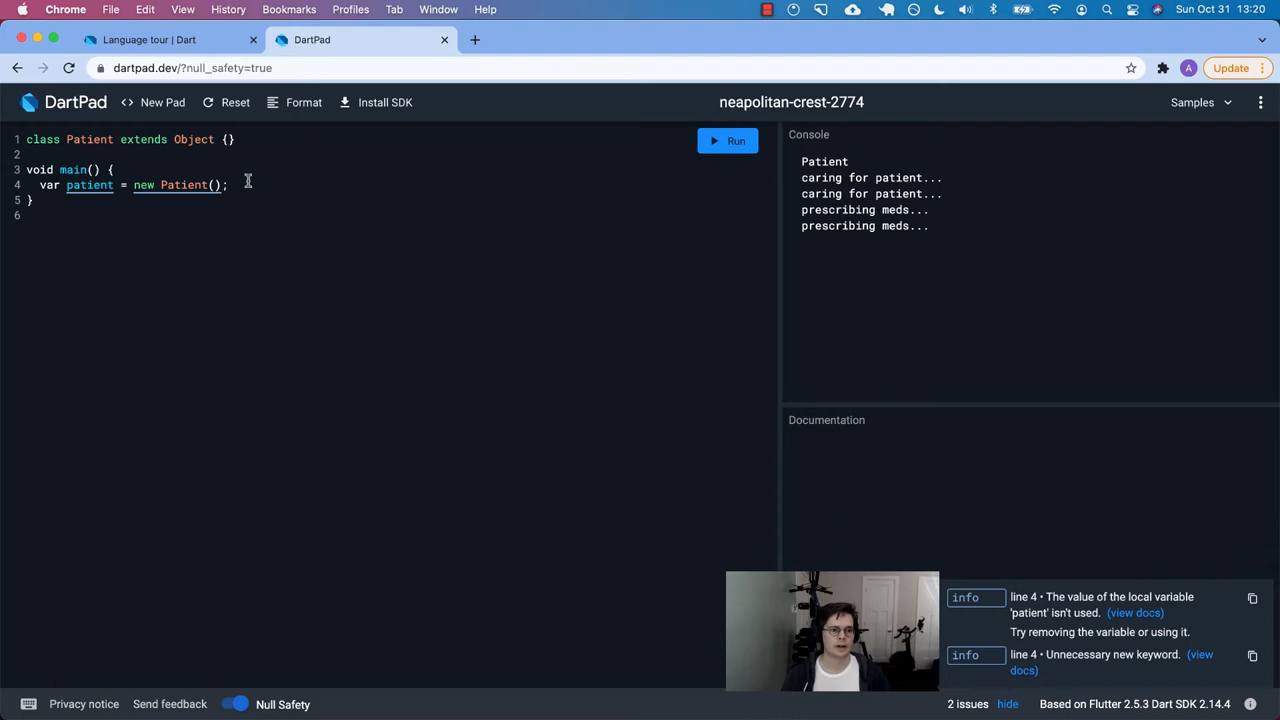 Chrome File Edit View History Bookmarks Profiles Tab Window Help Sun Oct 31 13:20
Language tour | Dart DartPad
dartpad.dev/?null_safety=true A Update
DartPad New Pad Reset Format Install SDK neapolitan-crest-2774 Samples
1 class Patient extends Object {}
2
3 void main() {
4 var patient = new Patient();
5 }
6
Run
Console
Patient
caring for patient...
caring for patient...
prescribing meds...
prescribing meds...
Documentation
info line 4 • The value of the local variable
'patient' isn't used. (view docs)
Try removing the variable or using it.
info line 4 • Unnecessary new keyword. (view
docs)
Privacy notice Send feedback Null Safety 2 issues hide Based on Flutter 2.5.3 Dart SDK 2.14.4